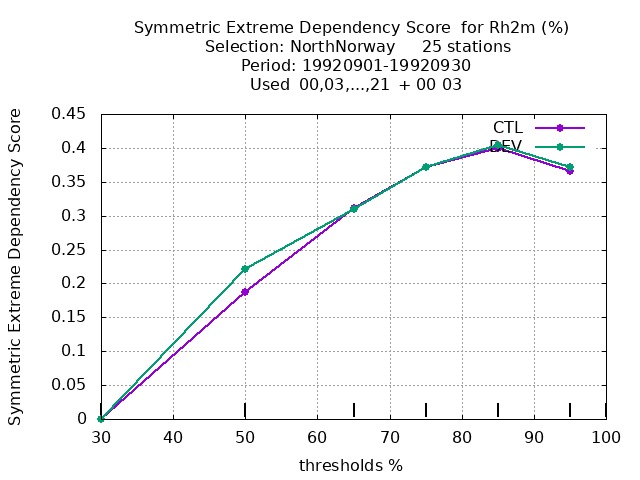 Symmetric Extreme Dependency Score  for Rh2m (%)
Selection: NorthNorway     25 stations
Period: 19920901-19920930
Used  00,03,...,21  + 00 03
Symmetric Extreme Dependency Score
0.45
0.4
0.35
0.3
0.25
0.2
0.15
0.1
0.05
0
CTL
DEV
30 40 50 60 70 80 90 100
thresholds %